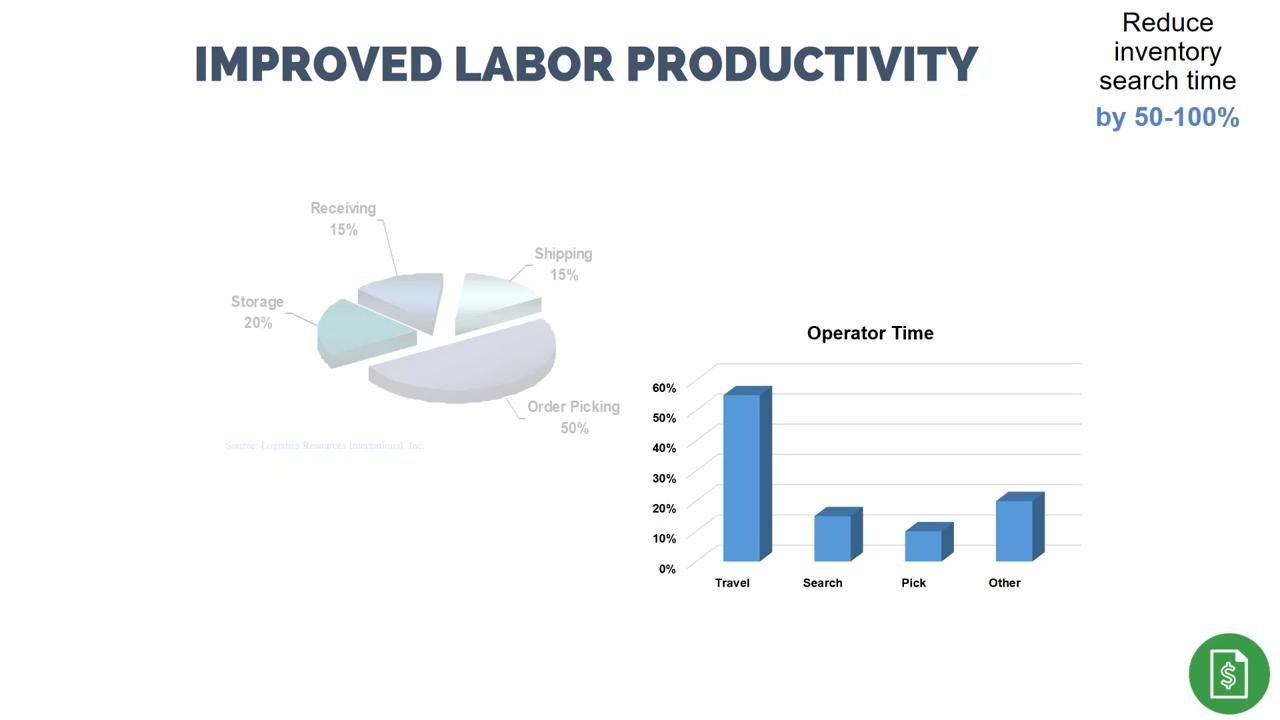 IMPROVED LABOR PRODUCTIVITY
Reduce
inventory
search time
by 50-100%
Receiving
15%
Shipping
15%
Storage
20%
Order Picking
50%
Source: Logistics Resources International, Inc.
Operator Time
60%
50%
40%
30%
20%
10%
0%
Travel Search Pick Other
$